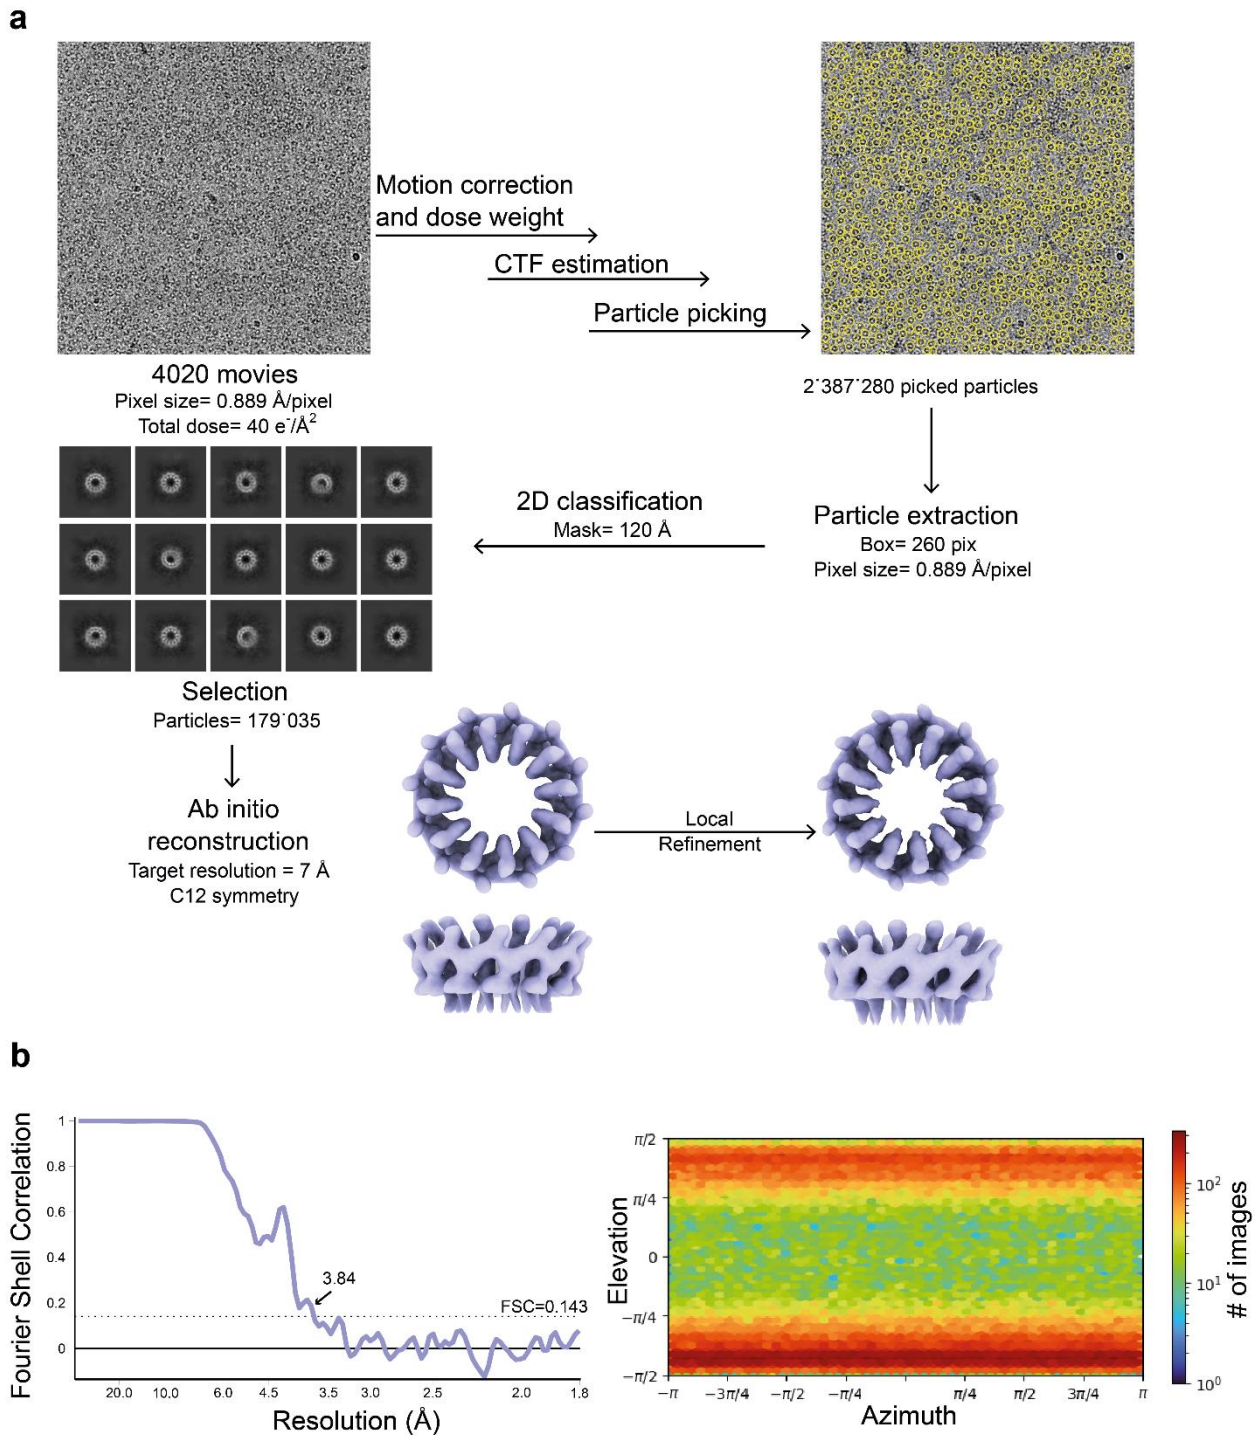 a
Motion correction
and dose weight
CTF estimation
Particle picking
4020 movies
Pixel size= 0.889 Å/pixel
Total dose= 40 e⁻/Å²
2˙387˙280 picked particles
2D classification
Mask= 120 Å
Particle extraction
Box= 260 pix
Pixel size= 0.889 Å/pixel
Selection
Particles= 179˙035
Ab initio
reconstruction
Target resolution = 7 Å
C12 symmetry
Local
Refinement
b
Fourier Shell Correlation
1
0.8
0.6
0.4
0.2
0
3.84
FSC=0.143
20.0 10.0 6.0 4.5 3.5 3.0 2.5 2.0 1.8
Resolution (Å)
Elevation
π/2
π/4
0
−π/4
−π/2
−π −3π/4 −π/2 −π/4 π/4 π/2 3π/4 π
Azimuth
10²
10¹
10⁰
# of images